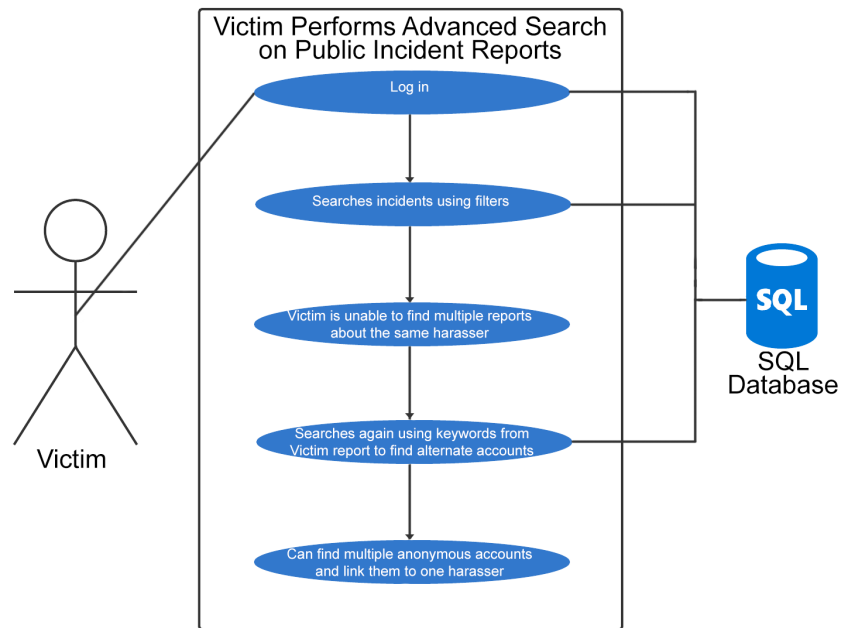 Victim Performs Advanced Search
on Public Incident Reports
Log in
Searches incidents using filters
Victim is unable to find multiple reports
about the same harasser
Searches again using keywords from
Victim report to find alternate accounts
Can find multiple anonymous accounts
and link them to one harasser
Victim
SQL
SQL
Database